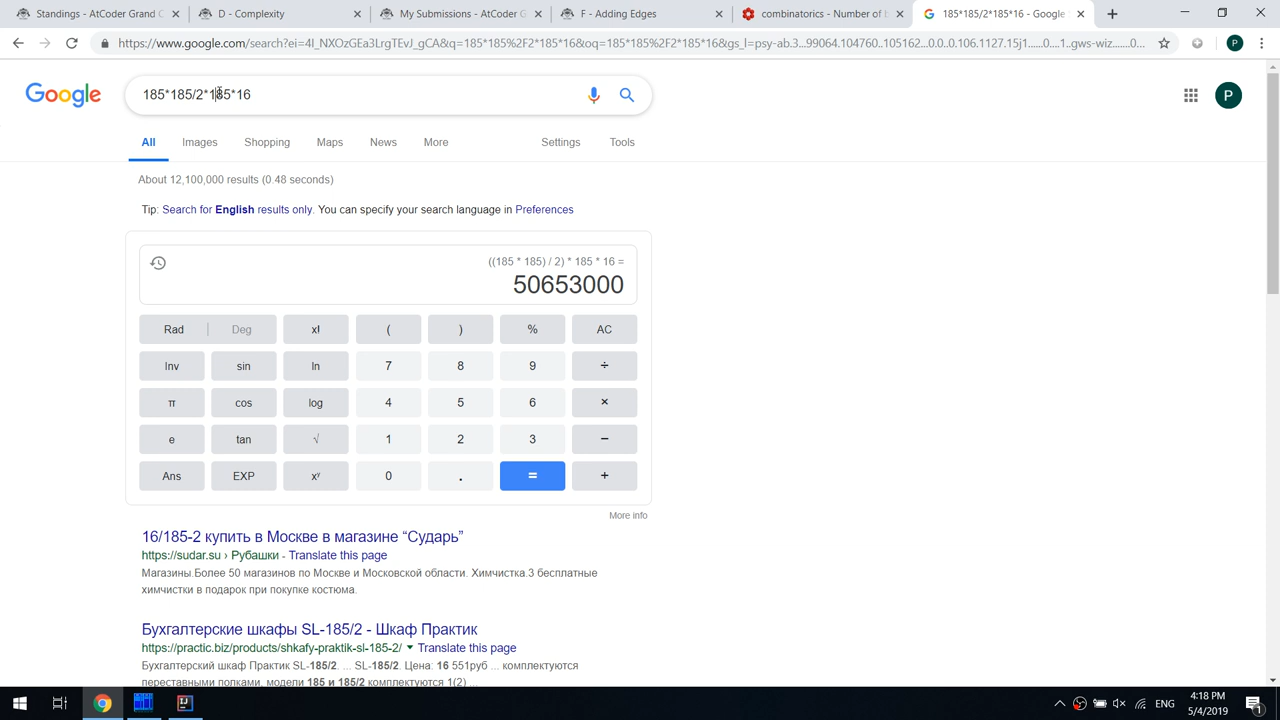 Standings - AtCoder Grand C
D - Complexity
My Submissions - AtCoder G
F - Adding Edges
combinatorics - Number of b
185*185/2*185*16 - Google S
https://www.google.com/search?ei=4I_NXOzGEa3LrgTEvJ_gCA&q=185*185%2F2*185*16&oq=185*185%2F2*185*16&gs_l=psy-ab.3...99064.104760..105162...0.0..0.106.1127.15j1......0....1..gws-wiz.......0...
P
Google
185*185/2*185*16
P
All
Images
Shopping
Maps
News
More
Settings
Tools
About 12,100,000 results (0.48 seconds)
Tip: Search for English results only. You can specify your search language in Preferences
((185 * 185) / 2) * 185 * 16 =
50653000
Rad Deg x! ( ) % AC
Inv sin ln 7 8 9 ÷
π cos log 4 5 6 ×
e tan √ 1 2 3 −
Ans EXP xʸ 0 . = +
More info
16/185-2 купить в Москве в магазине “Сударь”
https://sudar.su › Рубашки - Translate this page
Магазины.Более 50 магазинов по Москве и Московской области. Химчистка.3 бесплатные
химчистки в подарок при покупке костюма.
Бухгалтерские шкафы SL-185/2 - Шкаф Практик
https://practic.biz/products/shkafy-praktik-sl-185-2/ ▼ Translate this page
Бухгалтерский шкаф Практик SL-185/2. ... SL-185/2. Цена: 16 551руб ... комплектуются
переставными полками, модели 185 и 185/2 комплектуются 1(2) ...
ENG
4:18 PM
5/4/2019
1